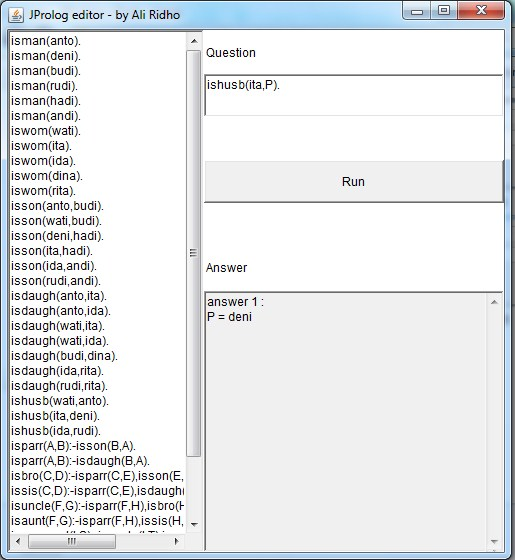 JProlog editor - by Ali Ridho
isman(anto).
isman(deni).
isman(budi).
isman(rudi).
isman(hadi).
isman(andi).
iswom(wati).
iswom(ita).
iswom(ida).
iswom(dina).
iswom(rita).
isson(anto,budi).
isson(wati,budi).
isson(deni,hadi).
isson(ita,hadi).
isson(ida,andi).
isson(rudi,andi).
isdaugh(anto,ita).
isdaugh(anto,ida).
isdaugh(wati,ita).
isdaugh(wati,ida).
isdaugh(budi,dina).
isdaugh(ida,rita).
isdaugh(rudi,rita).
ishusb(wati,anto).
ishusb(ita,deni).
ishusb(ida,rudi).
isparr(A,B):-isson(B,A).
isparr(A,B):-isdaugh(B,A).
isbro(C,D):-isparr(C,E),isson(E,
issis(C,D):-isparr(C,E),isdaugh(
isuncle(F,G):-isparr(F,H),isbro(H
isaunt(F,G):-isparr(F,H),issis(H,
Question
ishusb(ita,P).
Run
Answer
answer 1 :
P = deni